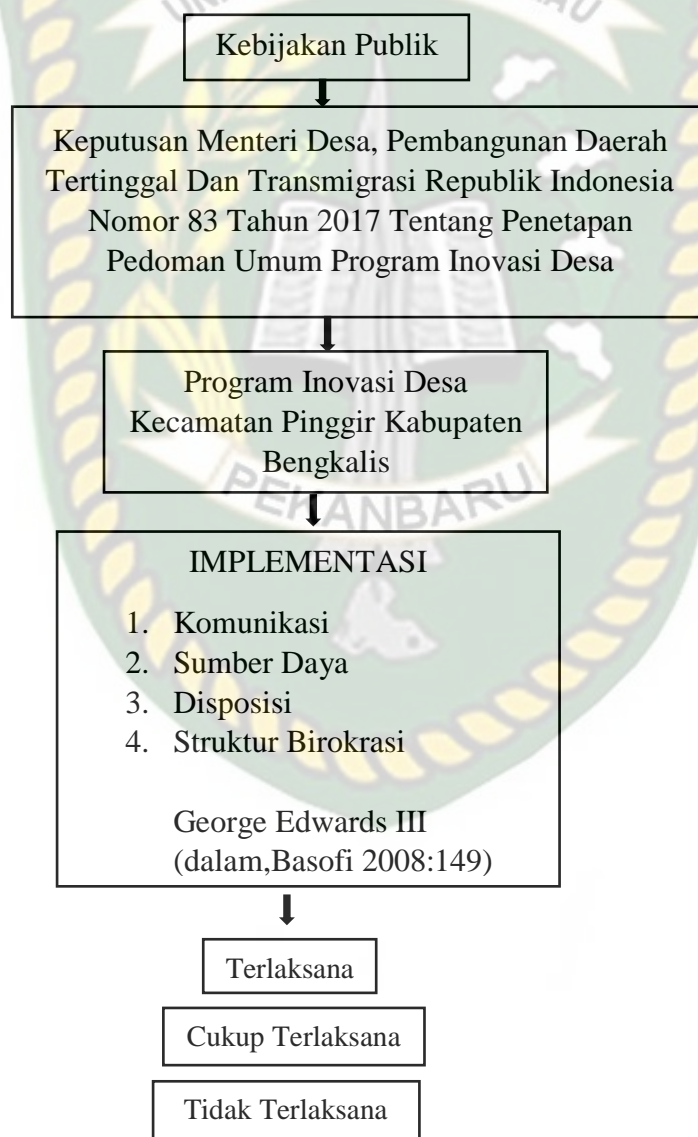 Kebijakan Publik
Keputusan Menteri Desa, Pembangunan Daerah
Tertinggal Dan Transmigrasi Republik Indonesia
Nomor 83 Tahun 2017 Tentang Penetapan
Pedoman Umum Program Inovasi Desa
Program Inovasi Desa
Kecamatan Pinggir Kabupaten
Bengkalis
PEKANBARU
IMPLEMENTASI
1. Komunikasi
2. Sumber Daya
3. Disposisi
4. Struktur Birokrasi
George Edwards III
(dalam,Basofi 2008:149)
Terlaksana
Cukup Terlaksana
Tidak Terlaksana